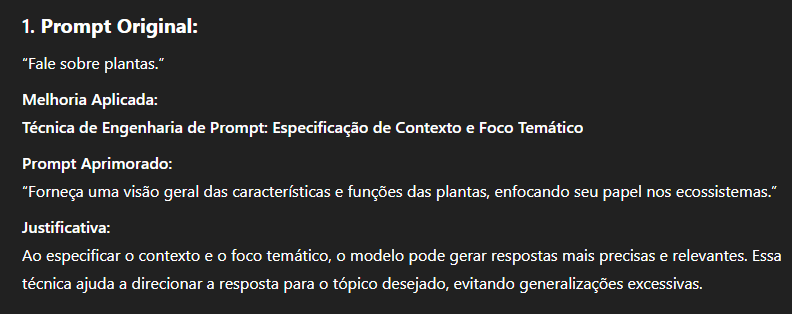 1. Prompt Original:
“Fale sobre plantas.”
Melhoria Aplicada:
Técnica de Engenharia de Prompt: Especificação de Contexto e Foco Temático
Prompt Aprimorado:
“Forneça uma visão geral das características e funções das plantas, enfocando seu papel nos ecossistemas.”
Justificativa:
Ao especificar o contexto e o foco temático, o modelo pode gerar respostas mais precisas e relevantes. Essa
técnica ajuda a direcionar a resposta para o tópico desejado, evitando generalizações excessivas.